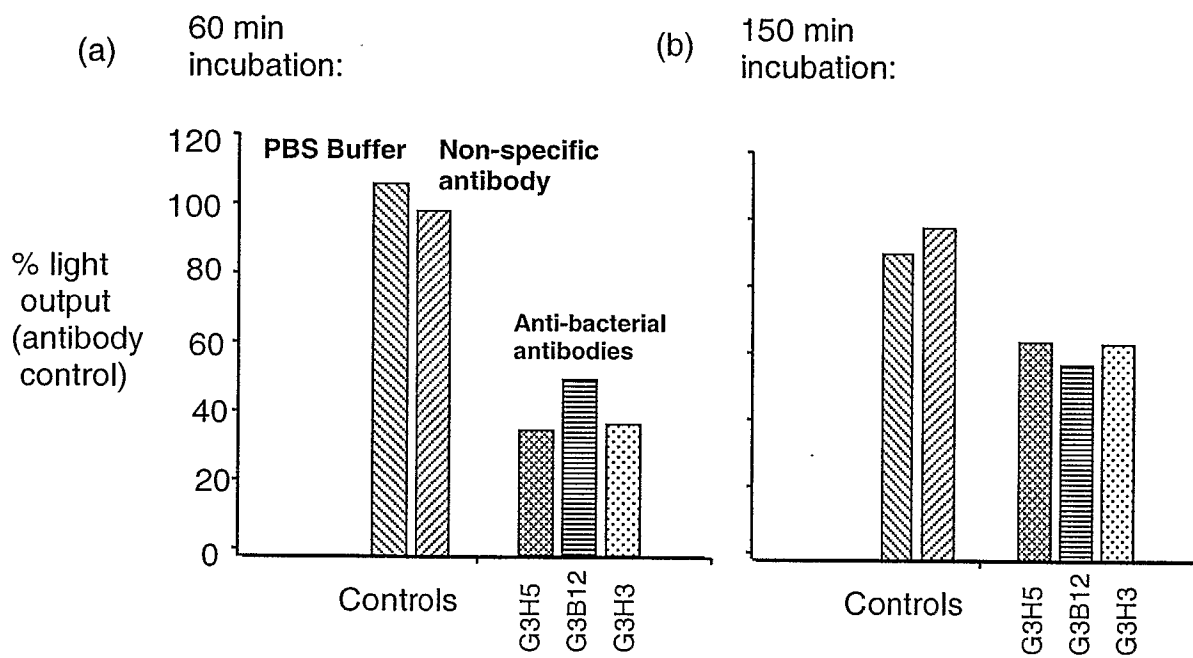 (a)
60 min
incubation:
(b)
150 min
incubation:
120
100
80
60
40
20
0
% light
output
(antibody
control)
PBS Buffer
Non-specific
antibody
Anti-bacterial
antibodies
Controls
G3H5
G3B12
G3H3
Controls
G3H5
G3B12
G3H3